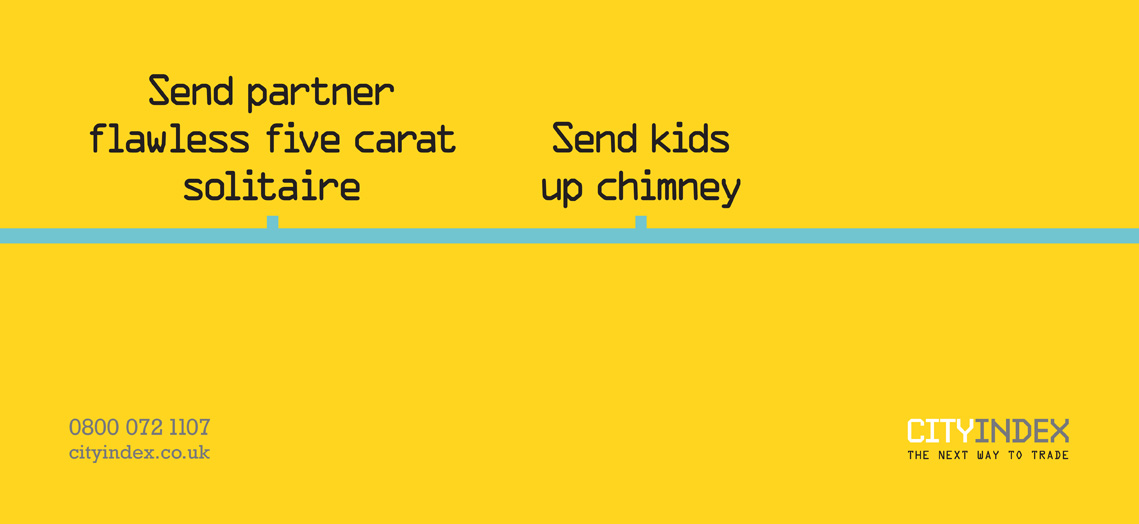 Send partner
flawless five carat
solitaire
Send kids
up chimney
0800 072 1107
cityindex.co.uk
CITYINDEX
THE NEXT WAY TO TRADE